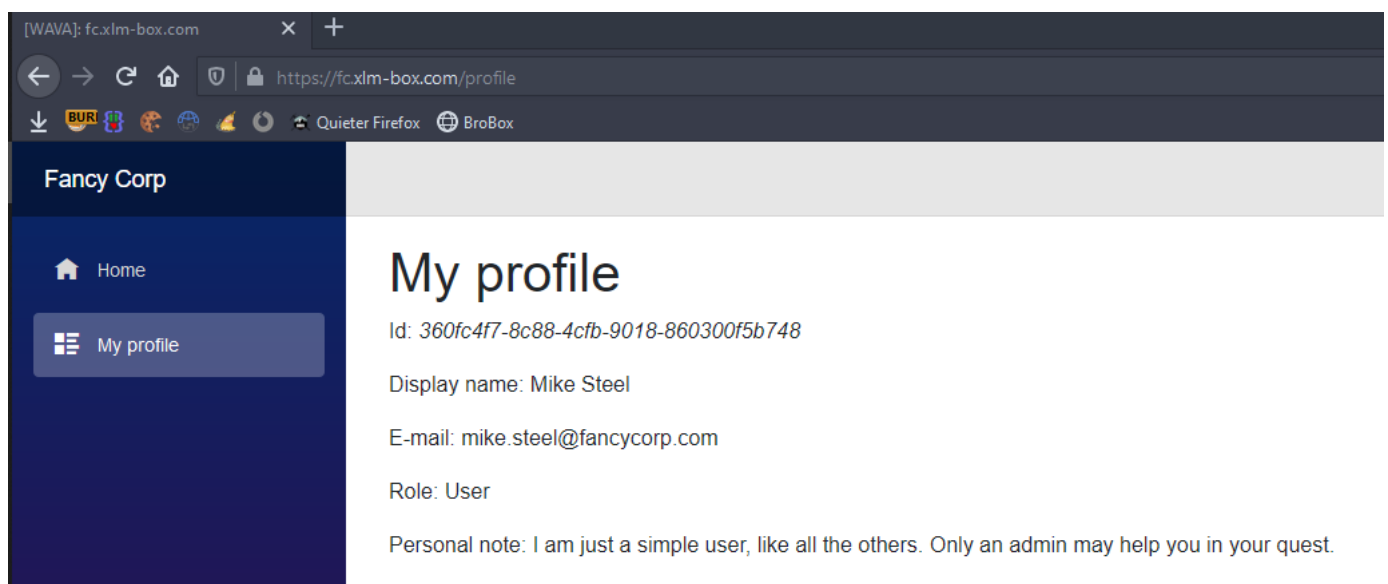 [WAVA]: fc.xlm-box.com
https://fc.xlm-box.com/profile
BURP
Quieter Firefox
BroBox
Fancy Corp
Home
My profile
My profile
Id: 360fc4f7-8c88-4cfb-9018-860300f5b748
Display name: Mike Steel
E-mail: mike.steel@fancycorp.com
Role: User
Personal note: I am just a simple user, like all the others. Only an admin may help you in your quest.